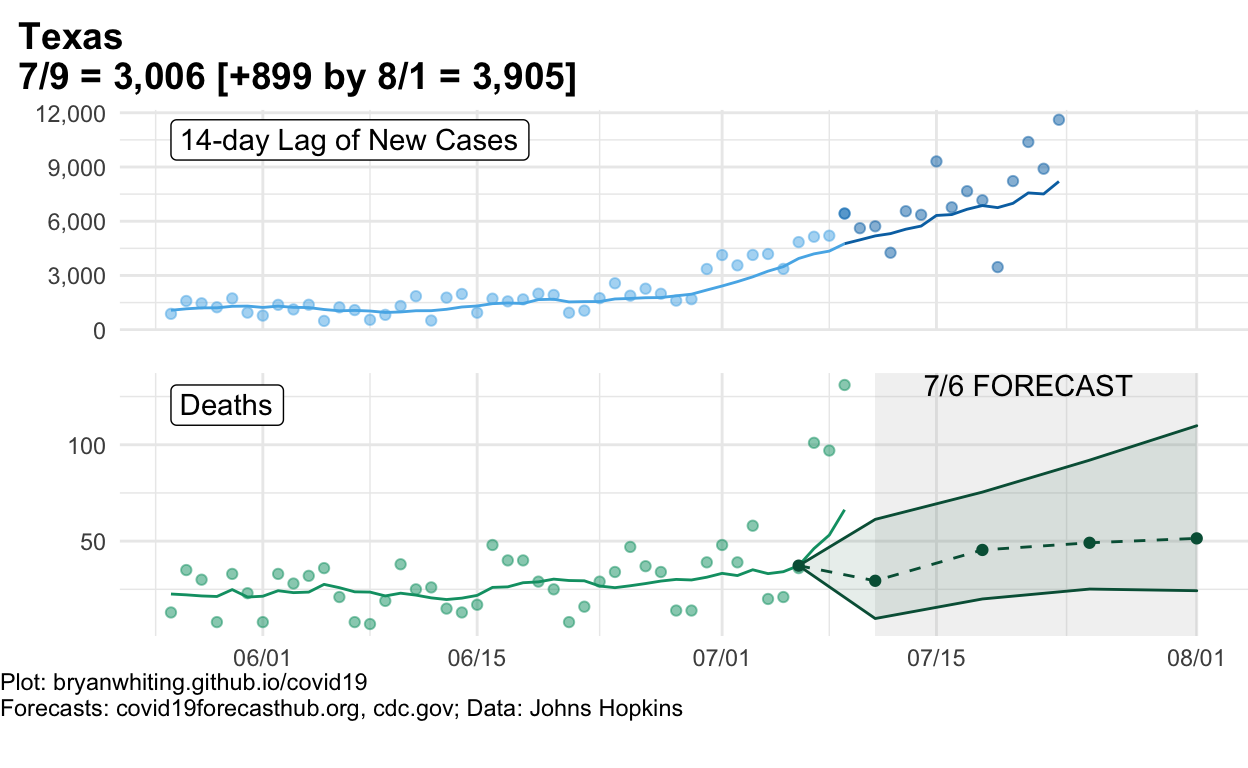 Texas
7/9 = 3,006 [+899 by 8/1 = 3,905]
12,000
14-day Lag of New Cases
9,000
6,000
3,000
0
7/6 FORECAST
Deaths
100
50
06/01 06/15 07/01 07/15 08/01
Plot: bryanwhiting.github.io/covid19
Forecasts: covid19forecasthub.org, cdc.gov; Data: Johns Hopkins